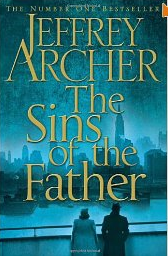 THE NUMBER ONE BESTSELLER
JEFFREY
ARCHER
The
Sins
of the
Father